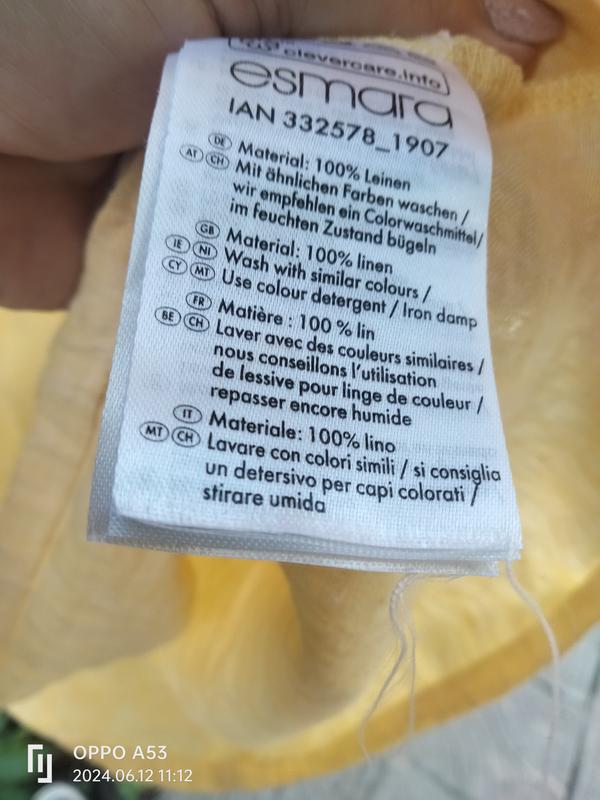 clevercare.info
esmara
IAN 332578_1907
DE Material: 100% Leinen
AT CH Mit ähnlichen Farben waschen /
wir empfehlen ein Colorwaschmittel/
im feuchten Zustand bügeln
GB Material: 100% linen
IE NI Wash with similar colours /
CY MT Use colour detergent / Iron damp
FR Matière : 100 % lin
BE CH Laver avec des couleurs similaires /
nous conseillons l'utilisation
de lessive pour linge de couleur /
repasser encore humide
IT Materiale: 100% lino
MT CH Lavare con colori simili / si consiglia
un detersivo per capi colorati /
stirare umida
OPPO A53
2024.06.12 11:12